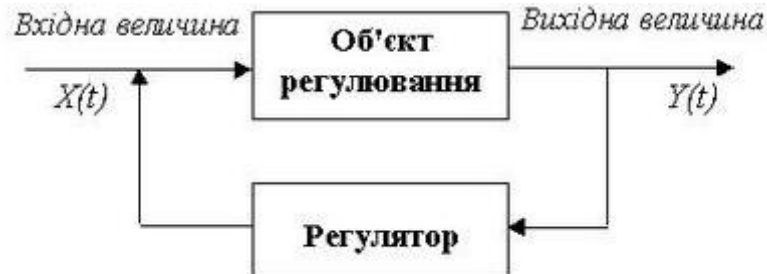 Вхідна величина
Об'єкт
регулювання
Вихідна величина
X(t)
Y(t)
Регулятор